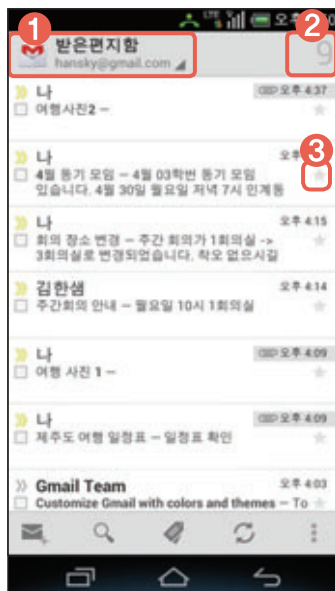 LTE 오후
1 2
받은편지함 9
hansky@gmail.com
나 오후 4:37
여행사진2 –
나 오후
3
4월 동기 모임 – 4월 03학번 동기 모임
있습니다. 4월 30일 월요일 저녁 7시 인계동
나 오후 4:15
회의 장소 변경 – 주간 회의가 1회의실 ->
3회의실로 변경되었습니다. 착오 없으시길
김한샘 오후 4:14
주간회의 안내 – 월요일 10시 1회의실
나 오후 4:09
여행 사진 1 –
나 오후 4:09
제주도 여행 일정표 – 일정표 확인
Gmail Team 오후 4:03
Customize Gmail with colors and themes – To